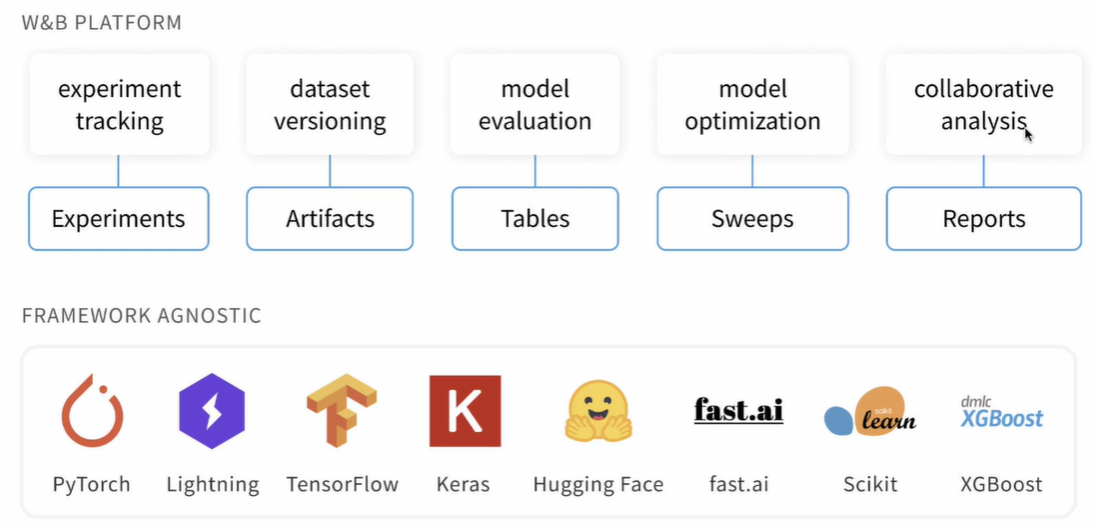 W&B PLATFORM
experiment
tracking
dataset
versioning
model
evaluation
model
optimization
collaborative
analysis
Experiments
Artifacts
Tables
Sweeps
Reports
FRAMEWORK AGNOSTIC
K
fast.ai
scikit
learn
dmlc
XGBoost
PyTorch
Lightning
TensorFlow
Keras
Hugging Face
fast.ai
Scikit
XGBoost